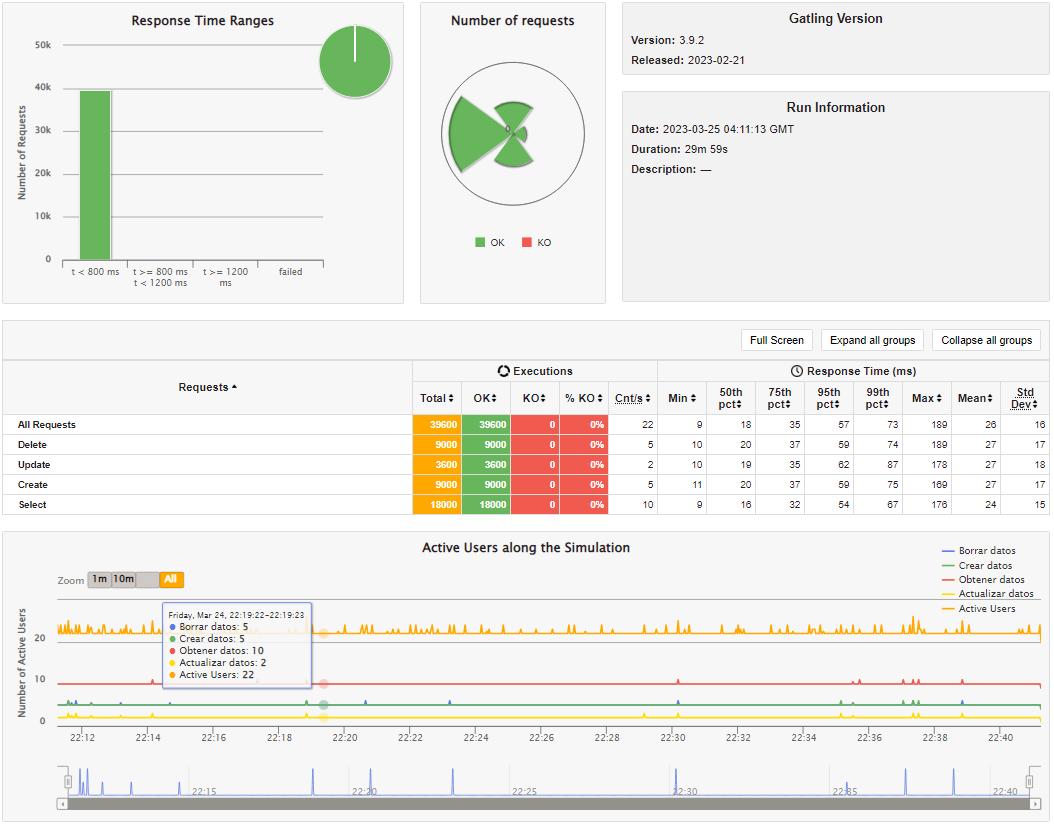 Response Time Ranges
Number of Requests
50k
40k
30k
20k
10k
0
t < 800 ms
t >= 800 ms
t < 1200 ms
t >= 1200
ms
failed
Number of requests
0
OK KO
Gatling Version
Version: 3.9.2
Released: 2023-02-21
Run Information
Date: 2023-03-25 04:11:13 GMT
Duration: 29m 59s
Description: —
Full Screen Expand all groups Collapse all groups
Requests Executions Response Time (ms)
Total OK KO % KO Cnt/s Min 50th pct 75th pct 95th pct 99th pct Max Mean Std Dev
All Requests 39600 39600 0 0% 22 9 18 35 57 73 189 26 16
Delete 9000 9000 0 0% 5 10 20 37 59 74 189 27 17
Update 3600 3600 0 0% 2 10 19 35 62 87 178 27 18
Create 9000 9000 0 0% 5 11 20 37 59 75 169 27 17
Select 18000 18000 0 0% 10 9 16 32 54 67 176 24 15
Active Users along the Simulation
Borrar datos
Crear datos
Obtener datos
Actualizar datos
Active Users
Zoom 1m 10m All
Friday, Mar 24, 22:19:22-22:19:23
Borrar datos: 5
Crear datos: 5
Obtener datos: 10
Actualizar datos: 2
Active Users: 22
Number of Active Users
20
10
0
22:12 22:14 22:16 22:18 22:20 22:22 22:24 22:26 22:28 22:30 22:32 22:34 22:36 22:38 22:40
22:15 22:20 22:25 22:30 22:35 22:40